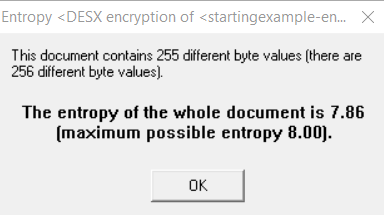 Entropy <DESX encryption of <startingexample-en...
This document contains 255 different byte values (there are
256 different byte values).
The entropy of the whole document is 7.86
(maximum possible entropy 8.00).
OK